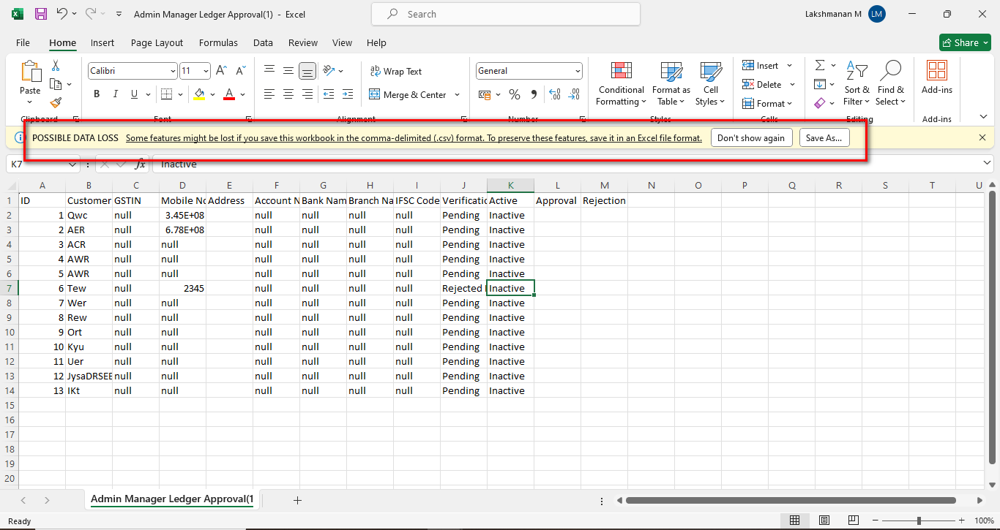 Admin Manager Ledger Approval(1) - Excel
Search
Lakshmanan M
LM
File Home Insert Page Layout Formulas Data Review View Help
Share
Paste
Clipboard
Calibri 11
B I U
Font
Wrap Text
Merge & Center
Alignment
General
Number
Conditional Formatting
Format as Table
Cell Styles
Styles
Insert
Delete
Format
Cells
Sort & Filter
Find & Select
Editing
Add-ins
Add-ins
POSSIBLE DATA LOSS Some features might be lost if you save this workbook in the comma-delimited (.csv) format. To preserve these features, save it in an Excel file format. Don't show again Save As...
K7 fx Inactive
A B C D E F G H I J K L M N O P Q R S T U
1 ID Customer GSTIN Mobile No Address Account N Bank Nam Branch Na IFSC Code Verificatio Active Approval Rejection
2 1 Qwc null 3.45E+08 null null null null Pending Inactive
3 2 AER null 6.78E+08 null null null null Pending Inactive
4 3 ACR null null null null null null Pending Inactive
5 4 AWR null null null null null null Pending Inactive
6 5 AWR null null null null null null Pending Inactive
7 6 Tew null 2345 null null null null Rejected Inactive
8 7 Wer null null null null null null Pending Inactive
9 8 Rew null null null null null null Pending Inactive
10 9 Ort null null null null null null Pending Inactive
11 10 Kyu null null null null null null Pending Inactive
12 11 Uer null null null null null null Pending Inactive
13 12 JysaDRSEE null null null null null null Pending Inactive
14 13 IKt null null null null null null Pending Inactive
15
16
17
18
19
20
Admin Manager Ledger Approval(1
Ready
100%